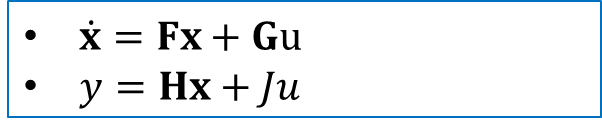 • ẋ = Fx + Gu
• y = Hx + Ju